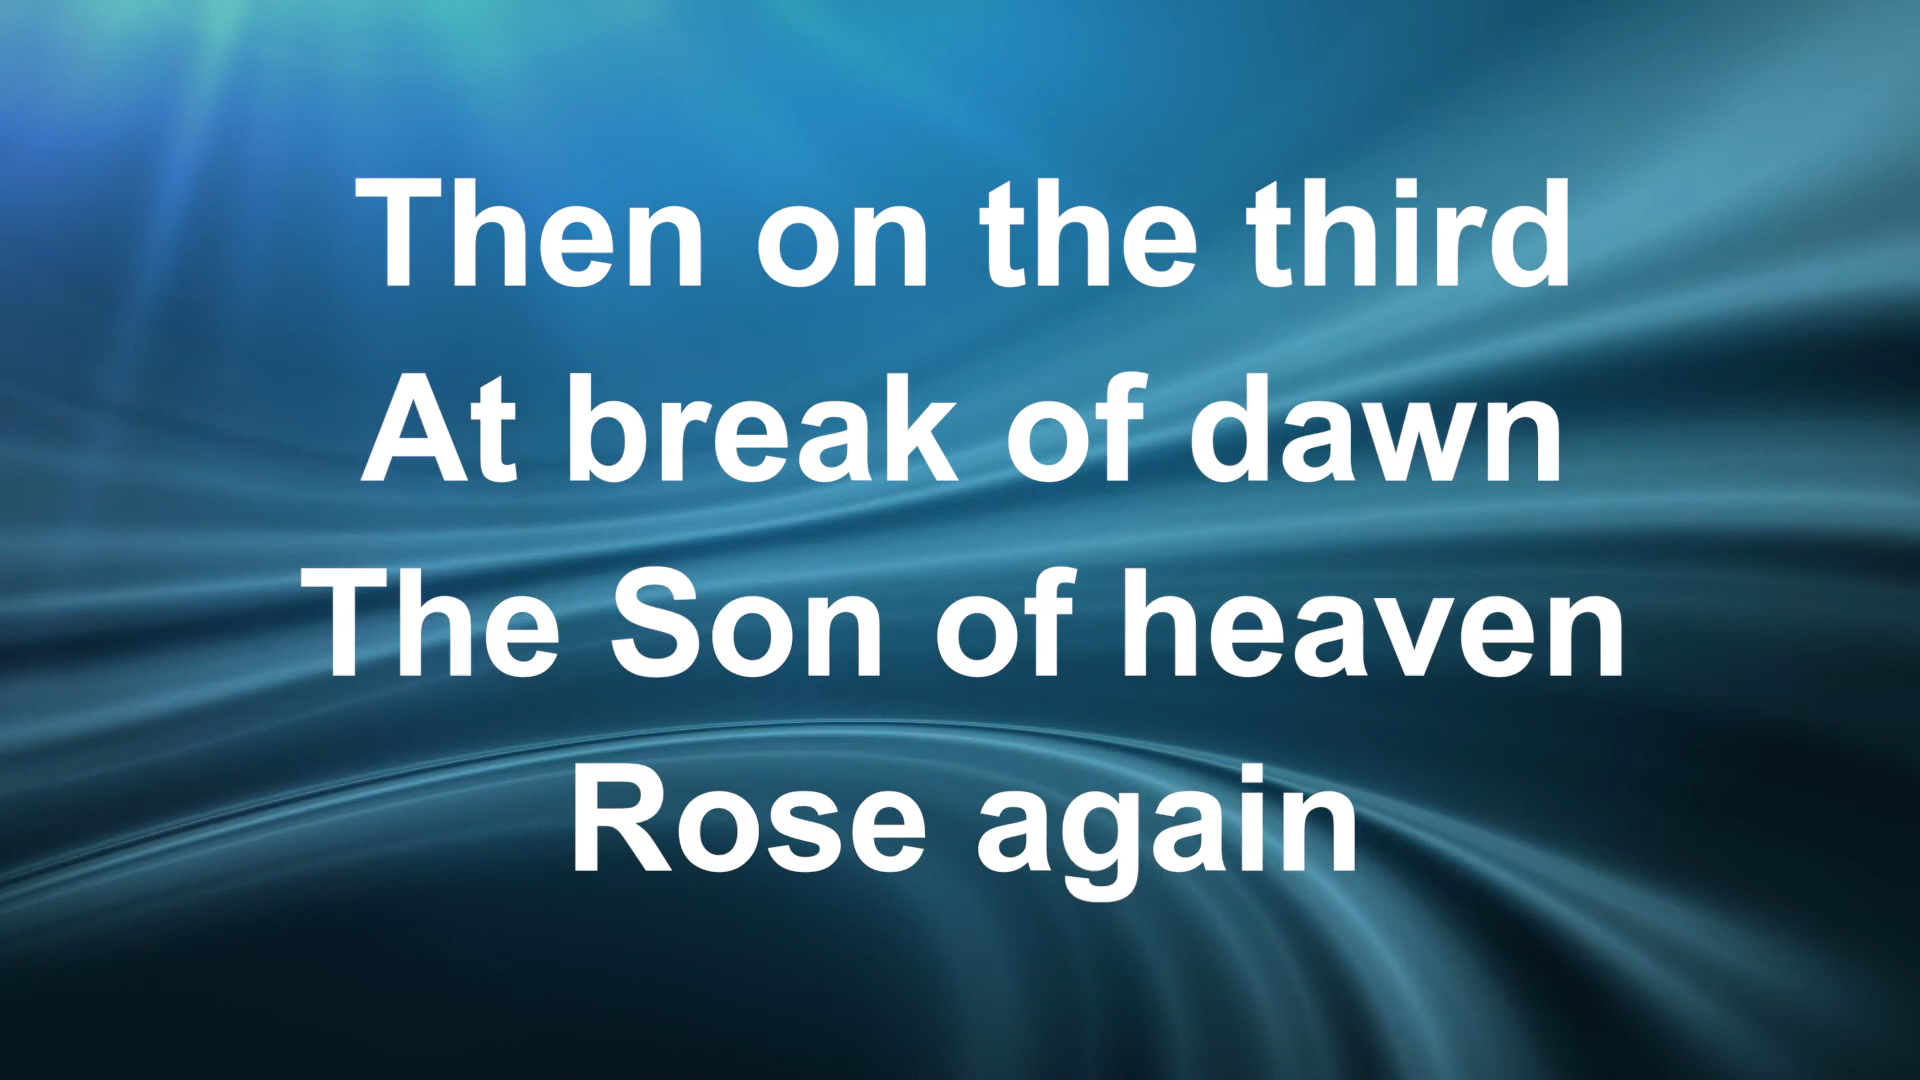 Then on the third
At break of dawn
The Son of heaven
Rose again